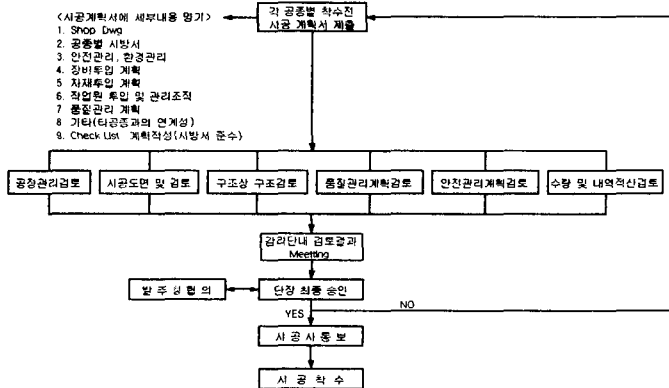 <시공계획서에 세부내용 명기>
1. Shop Dwg
2. 공종별 시방서
3. 안전관리, 환경관리
4. 장비투입 계획
5 자재투입 계획
6. 작업원 투입 및 관리조직
7 품질관리 계획
8 기타(타공종과의 연계성)
9. Check List 계획작성(시방서 준수)
각 공종별 착수전
시공 계획서 제출
공정관리검토
시공도면 및 검토
구조상 구조검토
품질관리계획검토
안전관리계획검토
수량 및 내역적산검토
감리단내 검토결과
Meetting
발주청협의
단장 최종 승인
YES
NO
시공사통보
시공착수